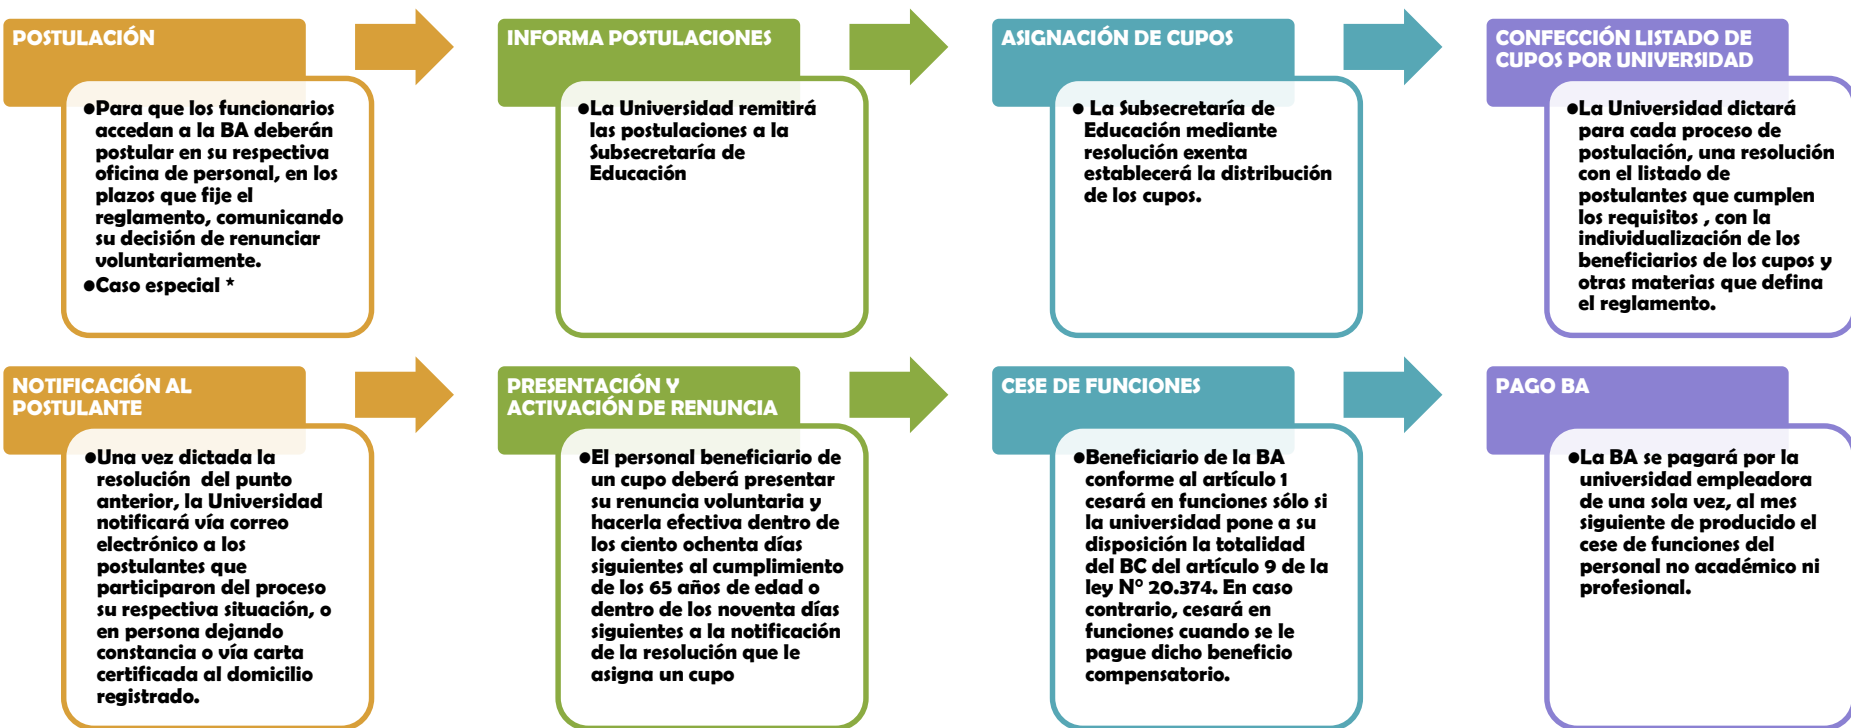 POSTULACIÓN
●Para que los funcionarios
accedan a la BA deberán
postular en su respectiva
oficina de personal, en los
plazos que fije el
reglamento, comunicando
su decisión de renunciar
voluntariamente.
●Caso especial *
INFORMA POSTULACIONES
●La Universidad remitirá
las postulaciones a la
Subsecretaría de
Educación
ASIGNACIÓN DE CUPOS
● La Subsecretaría de
Educación mediante
resolución exenta
establecerá la distribución
de los cupos.
CONFECCIÓN LISTADO DE
CUPOS POR UNIVERSIDAD
●La Universidad dictará
para cada proceso de
postulación, una resolución
con el listado de
postulantes que cumplen
los requisitos , con la
individualización de los
beneficiarios de los cupos y
otras materias que defina
el reglamento.
NOTIFICACIÓN AL
POSTULANTE
●Una vez dictada la
resolución  del punto
anterior, la Universidad
notificará vía correo
electrónico a los
postulantes que
participaron del proceso
su respectiva situación, o
en persona dejando
constancia o vía carta
certificada al domicilio
registrado.
PRESENTACIÓN Y
ACTIVACIÓN DE RENUNCIA
●El personal beneficiario de
un cupo deberá presentar
su renuncia voluntaria y
hacerla efectiva dentro de
los ciento ochenta días
siguientes al cumplimiento
de los 65 años de edad o
dentro de los noventa días
siguientes a la notificación
de la resolución que le
asigna un cupo
CESE DE FUNCIONES
●Beneficiario de la BA
conforme al artículo 1
cesará en funciones sólo si
la universidad pone a su
disposición la totalidad
del BC del artículo 9 de la
ley N° 20.374. En caso
contrario, cesará en
funciones cuando se le
pague dicho beneficio
compensatorio.
PAGO BA
●La BA se pagará por la
universidad empleadora
de una sola vez, al mes
siguiente de producido el
cese de funciones del
personal no académico ni
profesional.